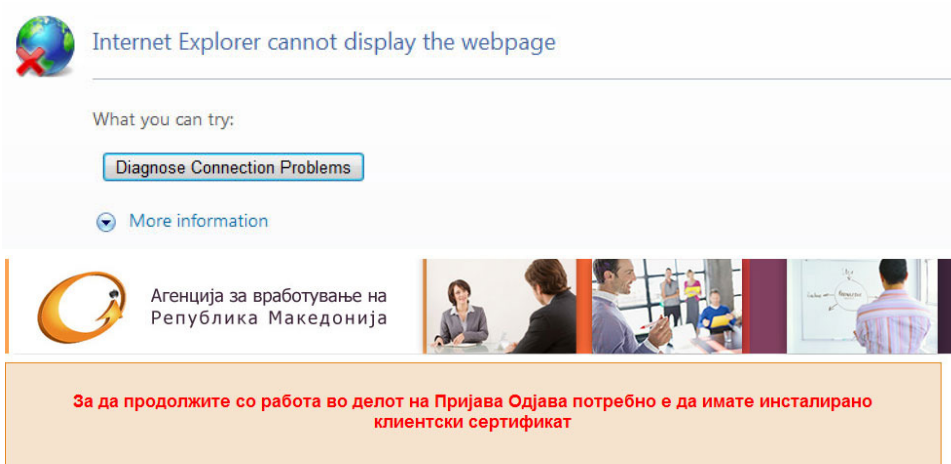 Internet Explorer cannot display the webpage
What you can try:
Diagnose Connection Problems
More information
Агенција за вработување на
Република Македонија
За да продолжите со работа во делот на Пријава Одјава потребно е да имате инсталирано
клиентски сертификат